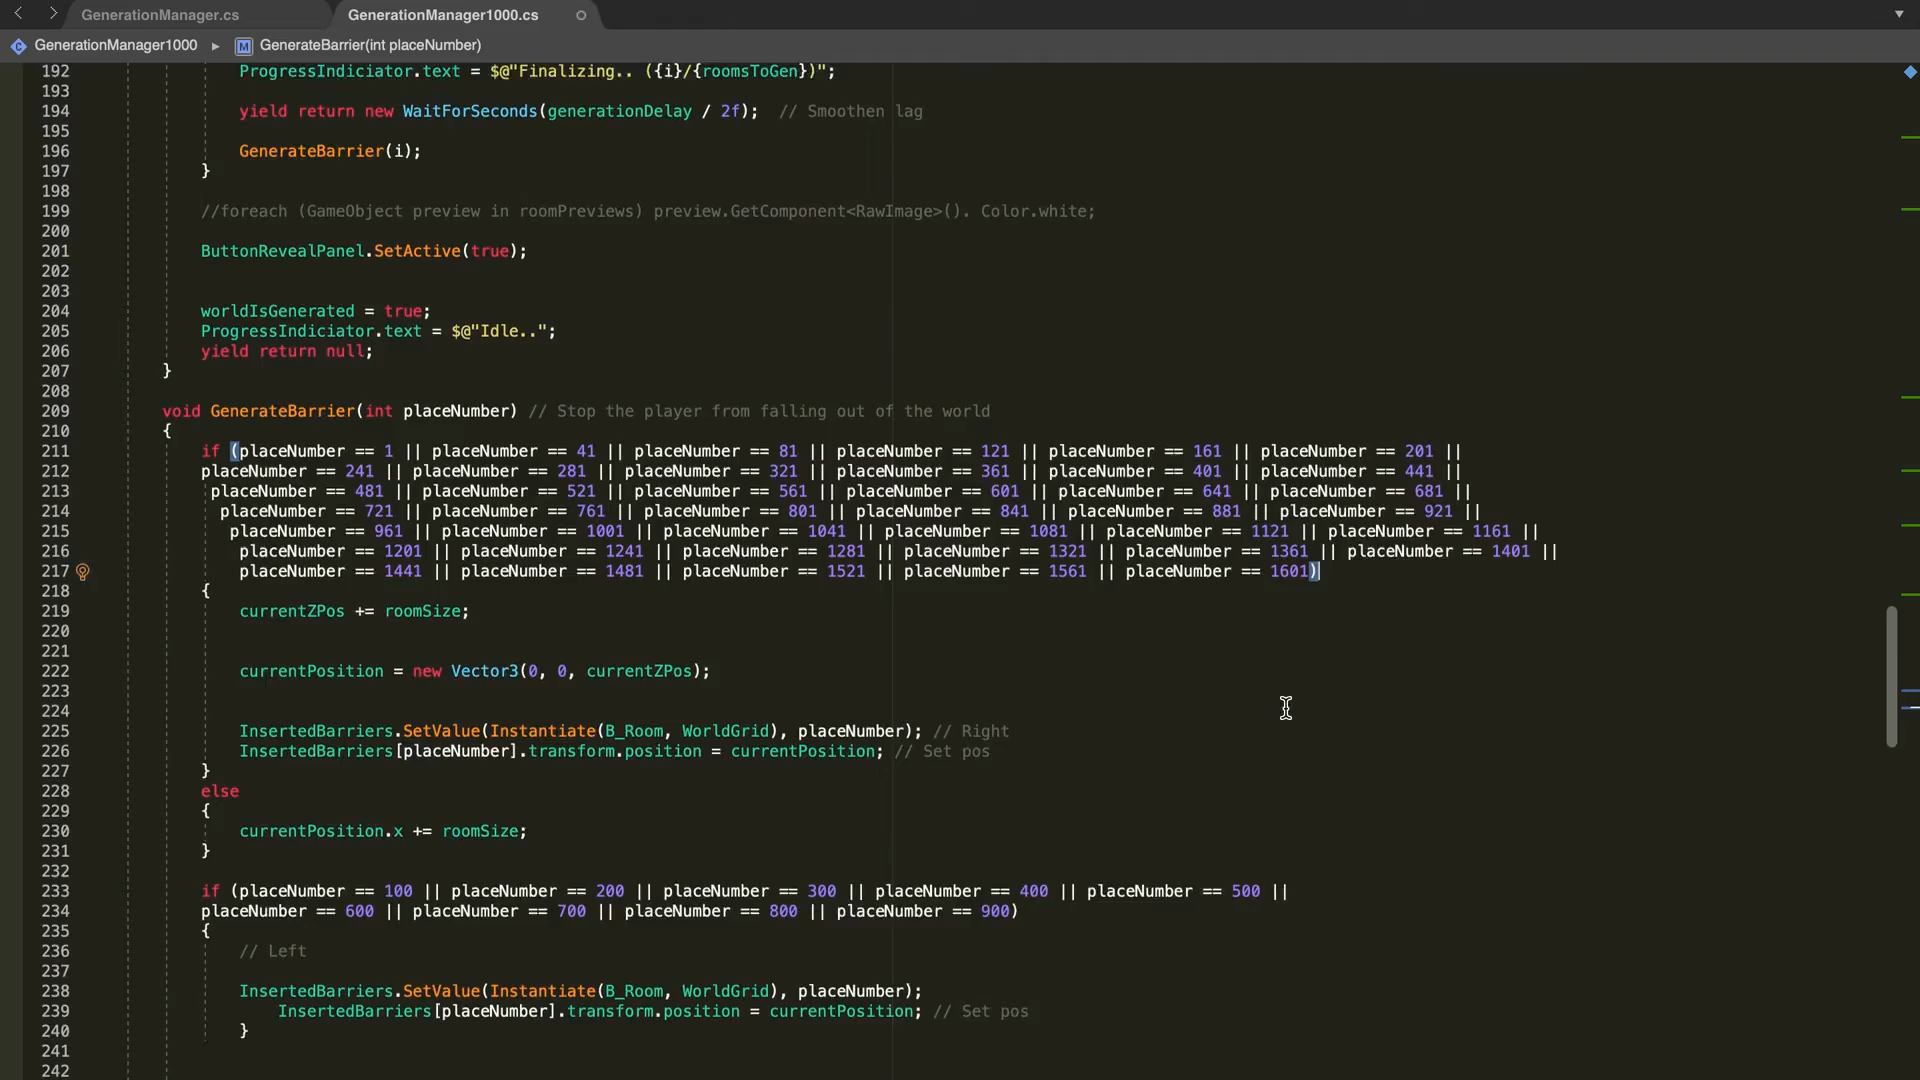 GenerationManager.cs
GenerationManager1000.cs
GenerationManager1000 ▸ M GenerateBarrier(int placeNumber)
192 ProgressIndiciator.text = $@"Finalizing.. ({i}/{roomsToGen})";
193
194 yield return new WaitForSeconds(generationDelay / 2f);  // Smoothen lag
195
196 GenerateBarrier(i);
197 }
198
199 //foreach (GameObject preview in roomPreviews) preview.GetComponent<RawImage>(). Color.white;
200
201 ButtonRevealPanel.SetActive(true);
202
203
204 worldIsGenerated = true;
205 ProgressIndiciator.text = $@"Idle..";
206 yield return null;
207 }
208
209 void GenerateBarrier(int placeNumber) // Stop the player from falling out of the world
210 {
211 if (placeNumber == 1 || placeNumber == 41 || placeNumber == 81 || placeNumber == 121 || placeNumber == 161 || placeNumber == 201 ||
212 placeNumber == 241 || placeNumber == 281 || placeNumber == 321 || placeNumber == 361 || placeNumber == 401 || placeNumber == 441 ||
213 placeNumber == 481 || placeNumber == 521 || placeNumber == 561 || placeNumber == 601 || placeNumber == 641 || placeNumber == 681 ||
214 placeNumber == 721 || placeNumber == 761 || placeNumber == 801 || placeNumber == 841 || placeNumber == 881 || placeNumber == 921 ||
215 placeNumber == 961 || placeNumber == 1001 || placeNumber == 1041 || placeNumber == 1081 || placeNumber == 1121 || placeNumber == 1161 ||
216 placeNumber == 1201 || placeNumber == 1241 || placeNumber == 1281 || placeNumber == 1321 || placeNumber == 1361 || placeNumber == 1401 ||
217 placeNumber == 1441 || placeNumber == 1481 || placeNumber == 1521 || placeNumber == 1561 || placeNumber == 1601)
218 {
219 currentZPos += roomSize;
220
221
222 currentPosition = new Vector3(0, 0, currentZPos);
223
224
225 InsertedBarriers.SetValue(Instantiate(B_Room, WorldGrid), placeNumber); // Right
226 InsertedBarriers[placeNumber].transform.position = currentPosition; // Set pos
227 }
228 else
229 {
230 currentPosition.x += roomSize;
231 }
232
233 if (placeNumber == 100 || placeNumber == 200 || placeNumber == 300 || placeNumber == 400 || placeNumber == 500 ||
234 placeNumber == 600 || placeNumber == 700 || placeNumber == 800 || placeNumber == 900)
235 {
236 // Left
237
238 InsertedBarriers.SetValue(Instantiate(B_Room, WorldGrid), placeNumber);
239 InsertedBarriers[placeNumber].transform.position = currentPosition; // Set pos
240 }
241
242